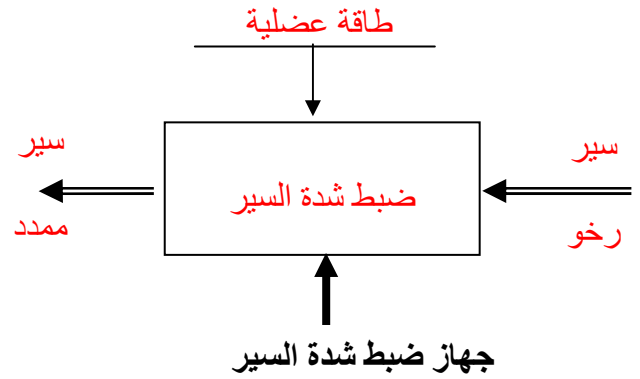 طاقة عضلية
سير
رخو
ضبط شدة السير
سير
ممدد
جهاز ضبط شدة السير